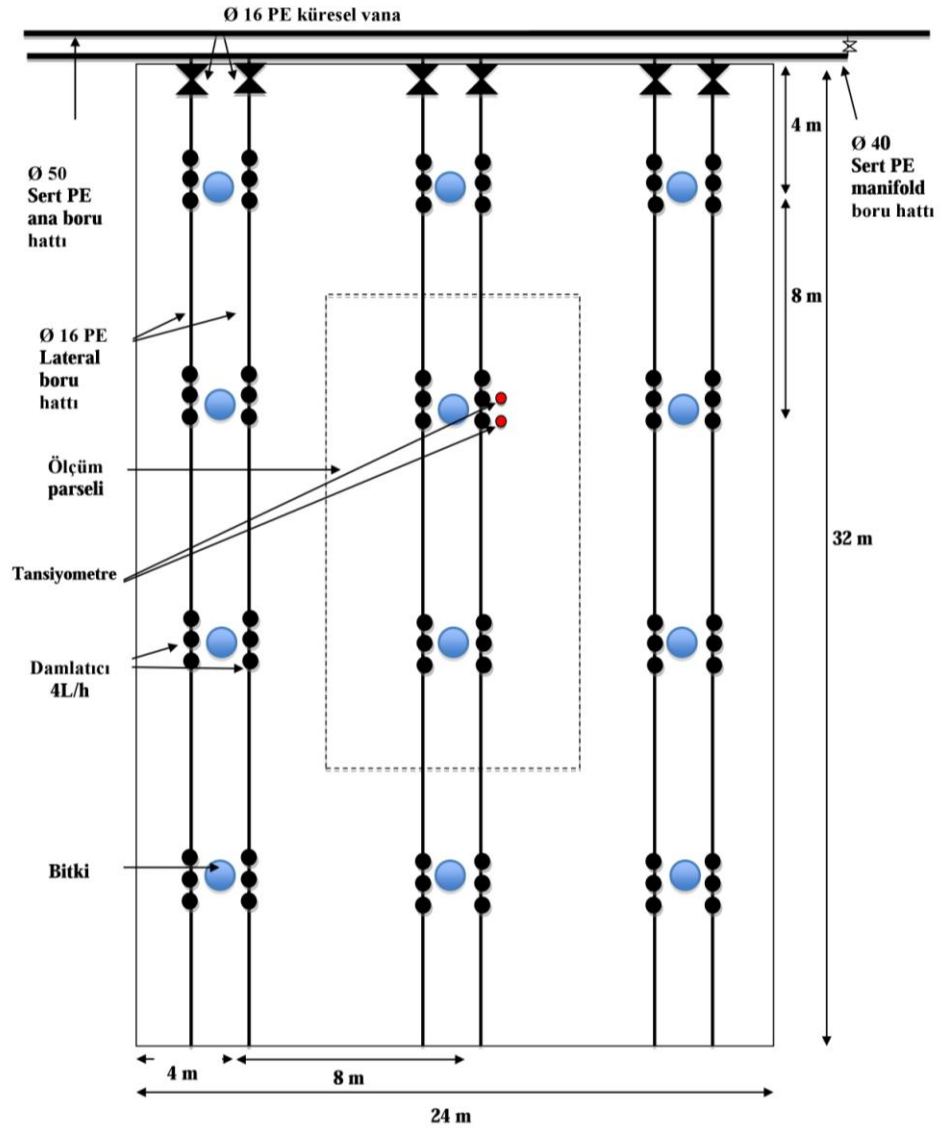 Ø 16 PE küresel vana
4 m
Ø 40
Sert PE
manifold
boru hattı
Ø 50
Sert PE
ana boru
hattı
8 m
Ø 16 PE
Lateral
boru
hattı
Ölçüm
parseli
32 m
Tansiyometre
Damlatıcı
4L/h
Bitki
4 m
8 m
24 m